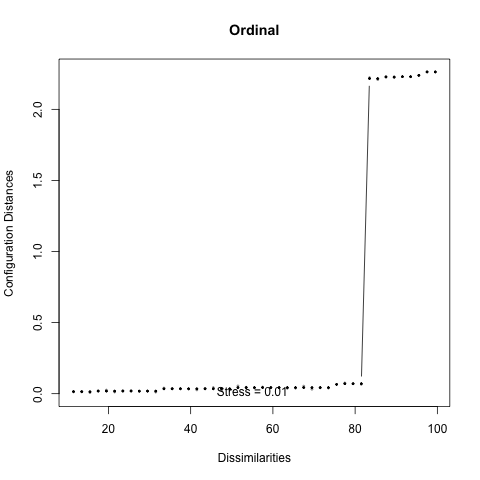 Ordinal
Configuration Distances
2.0
1.5
1.0
0.5
0.0
Stress = 0.01
20 40 60 80 100
Dissimilarities